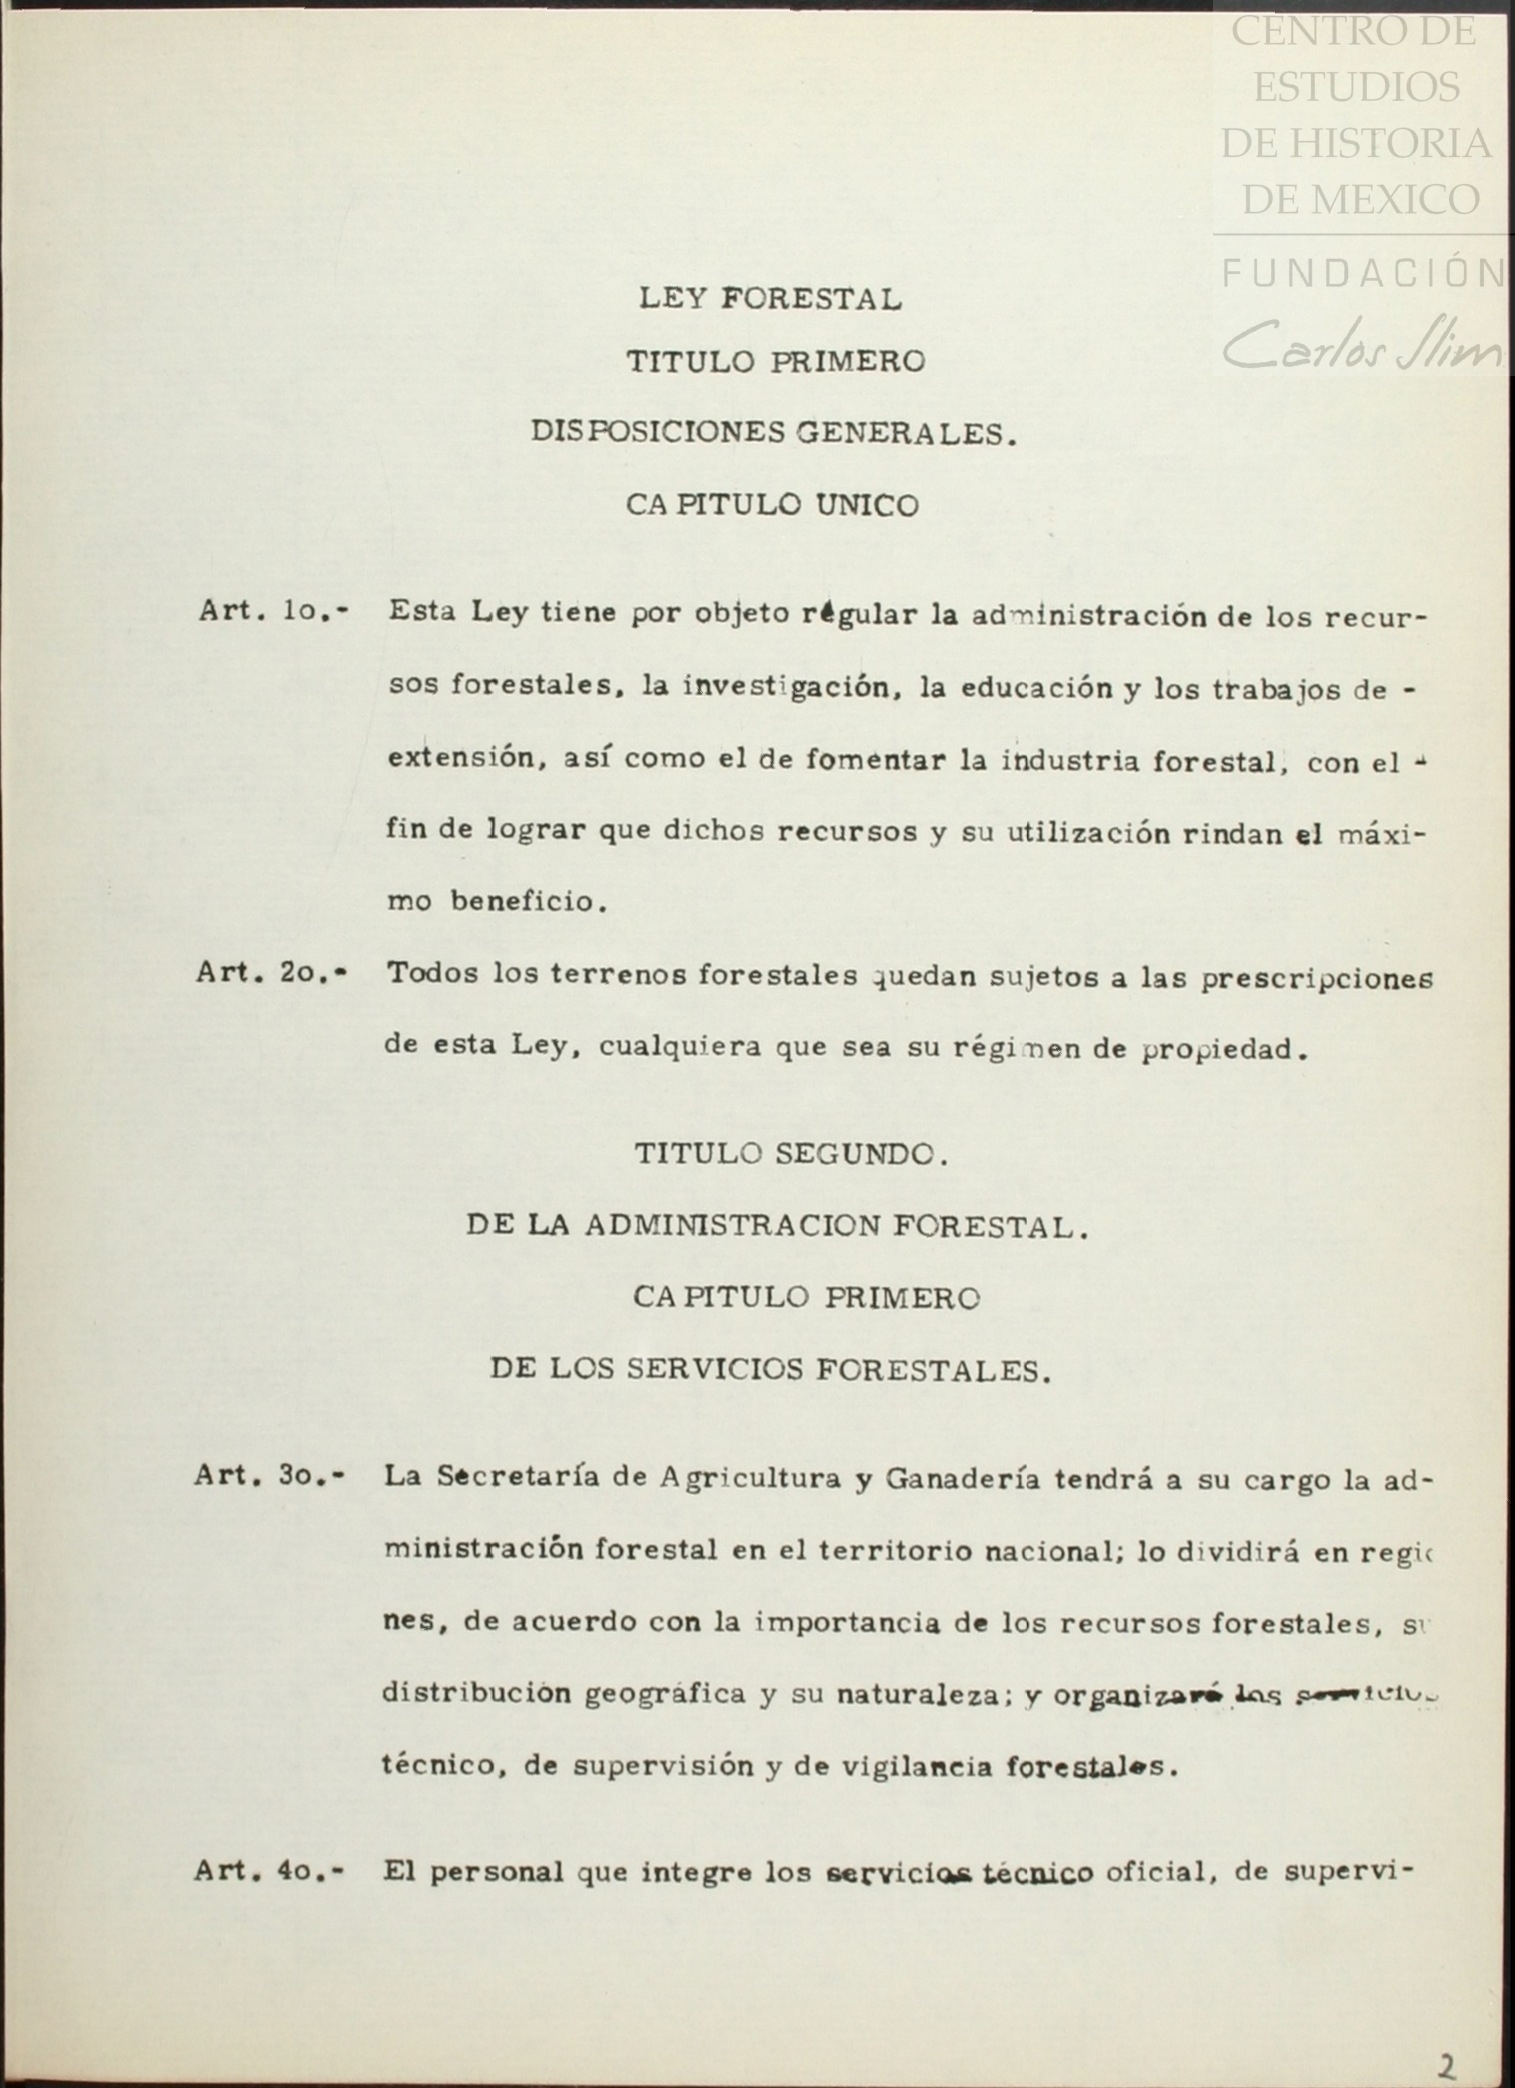 CENTRO DE
ESTUDIOS
DE HISTORIA
DE MEXICO
FUNDACIÓN
Carlos Slim
LEY FORESTAL
TITULO PRIMERO
DISPOSICIONES GENERALES.
CAPITULO UNICO
Art. 1o.- Esta Ley tiene por objeto regular la administración de los recur-
sos forestales, la investigación, la educación y los trabajos de -
extensión, así como el de fomentar la industria forestal, con el -
fin de lograr que dichos recursos y su utilización rindan el máxi-
mo beneficio.
Art. 2o.- Todos los terrenos forestales quedan sujetos a las prescripciones
de esta Ley, cualquiera que sea su régimen de propiedad.
TITULO SEGUNDO.
DE LA ADMINISTRACION FORESTAL.
CAPITULO PRIMERO
DE LOS SERVICIOS FORESTALES.
Art. 3o.- La Secretaría de Agricultura y Ganadería tendrá a su cargo la ad-
ministración forestal en el territorio nacional; lo dividirá en regio
nes, de acuerdo con la importancia de los recursos forestales, su
distribución geográfica y su naturaleza; y organizará los servicios
técnico, de supervisión y de vigilancia forestales.
Art. 4o.- El personal que integre los servicios técnico oficial, de supervi-
2